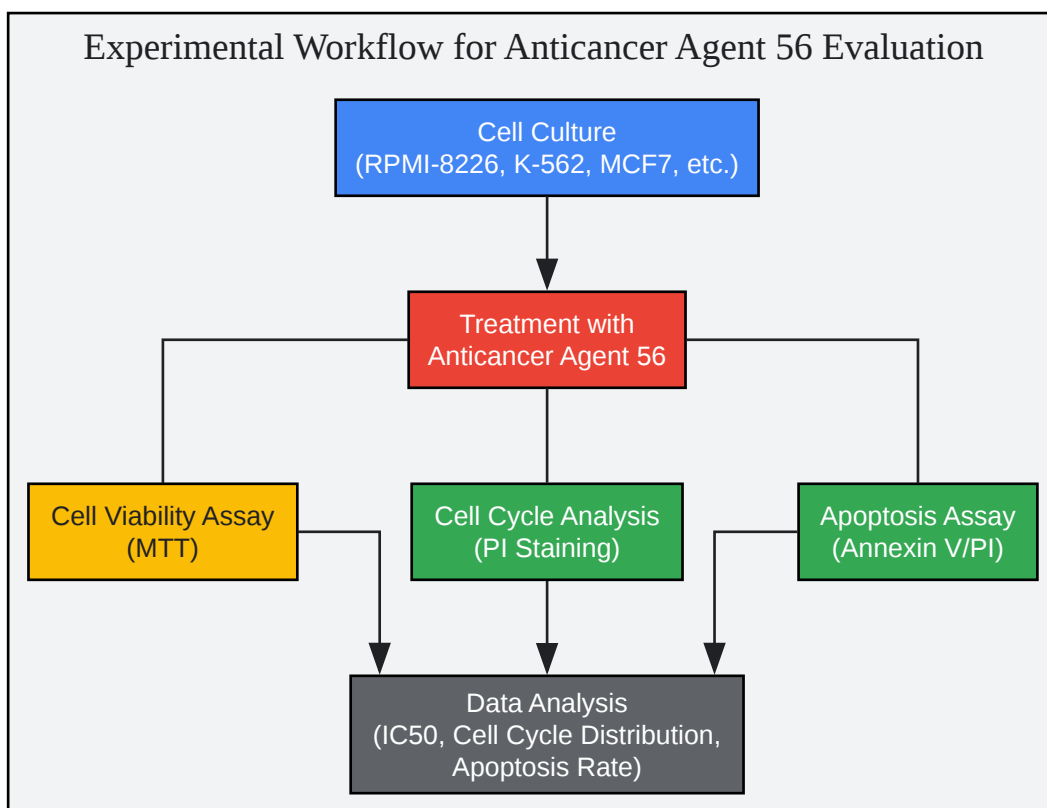 Experimental Workflow for Anticancer Agent 56 Evaluation
Cell Culture
(RPMI-8226, K-562, MCF7, etc.)
Treatment with
Anticancer Agent 56
Cell Viability Assay
(MTT)
Cell Cycle Analysis
(PI Staining)
Apoptosis Assay
(Annexin V/PI)
Data Analysis
(IC50, Cell Cycle Distribution,
Apoptosis Rate)